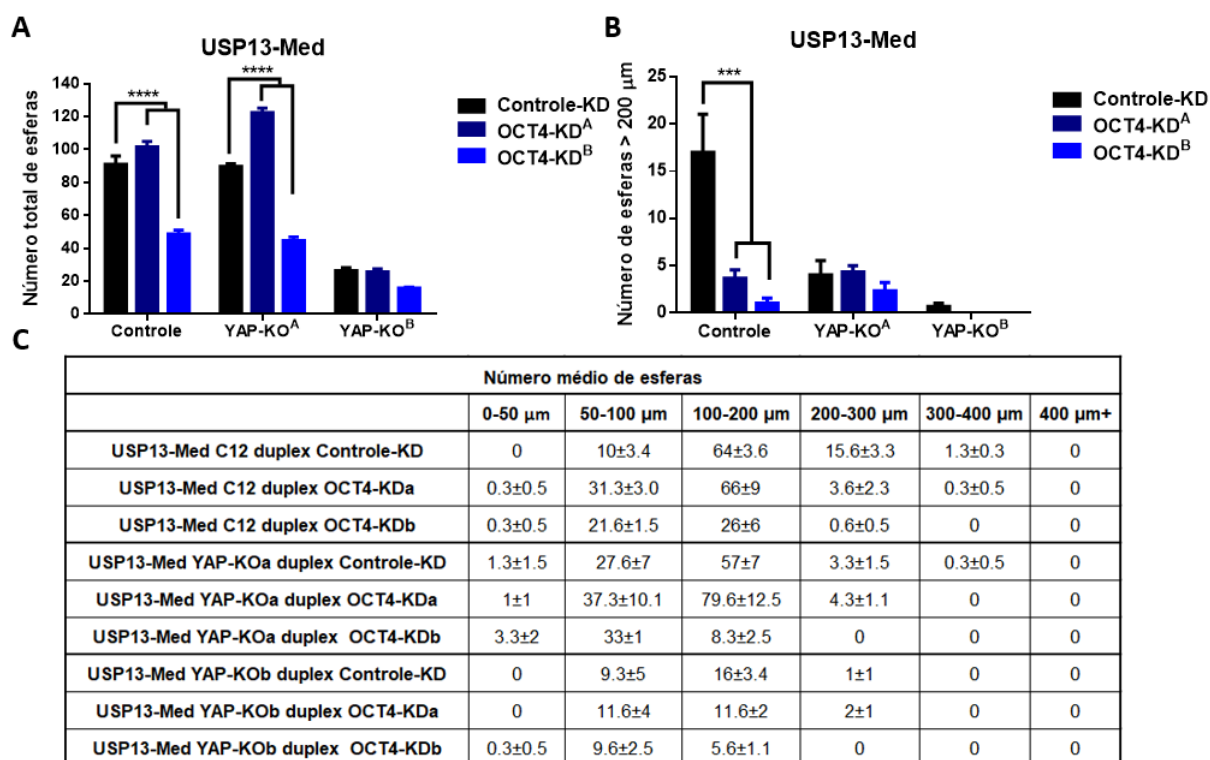 A
USP13-Med
Número total de esferas
140
120
100
80
60
40
20
0
****
****
Controle
YAP-KOᴬ
YAP-KOᴮ
Controle-KD
OCT4-KDᴬ
OCT4-KDᴮ
B
USP13-Med
Número de esferas > 200 µm
25
20
15
10
5
0
***
Controle
YAP-KOᴬ
YAP-KOᴮ
Controle-KD
OCT4-KDᴬ
OCT4-KDᴮ
C
Número médio de esferas
0-50 µm 50-100 µm 100-200 µm 200-300 µm 300-400 µm 400 µm+
USP13-Med C12 duplex Controle-KD 0 10±3.4 64±3.6 15.6±3.3 1.3±0.3 0
USP13-Med C12 duplex OCT4-KDa 0.3±0.5 31.3±3.0 66±9 3.6±2.3 0.3±0.5 0
USP13-Med C12 duplex OCT4-KDb 0.3±0.5 21.6±1.5 26±6 0.6±0.5 0 0
USP13-Med YAP-KOa duplex Controle-KD 1.3±1.5 27.6±7 57±7 3.3±1.5 0.3±0.5 0
USP13-Med YAP-KOa duplex OCT4-KDa 1±1 37.3±10.1 79.6±12.5 4.3±1.1 0 0
USP13-Med YAP-KOa duplex OCT4-KDb 3.3±2 33±1 8.3±2.5 0 0 0
USP13-Med YAP-KOb duplex Controle-KD 0 9.3±5 16±3.4 1±1 0 0
USP13-Med YAP-KOb duplex OCT4-KDa 0 11.6±4 11.6±2 2±1 0 0
USP13-Med YAP-KOb duplex OCT4-KDb 0.3±0.5 9.6±2.5 5.6±1.1 0 0 0